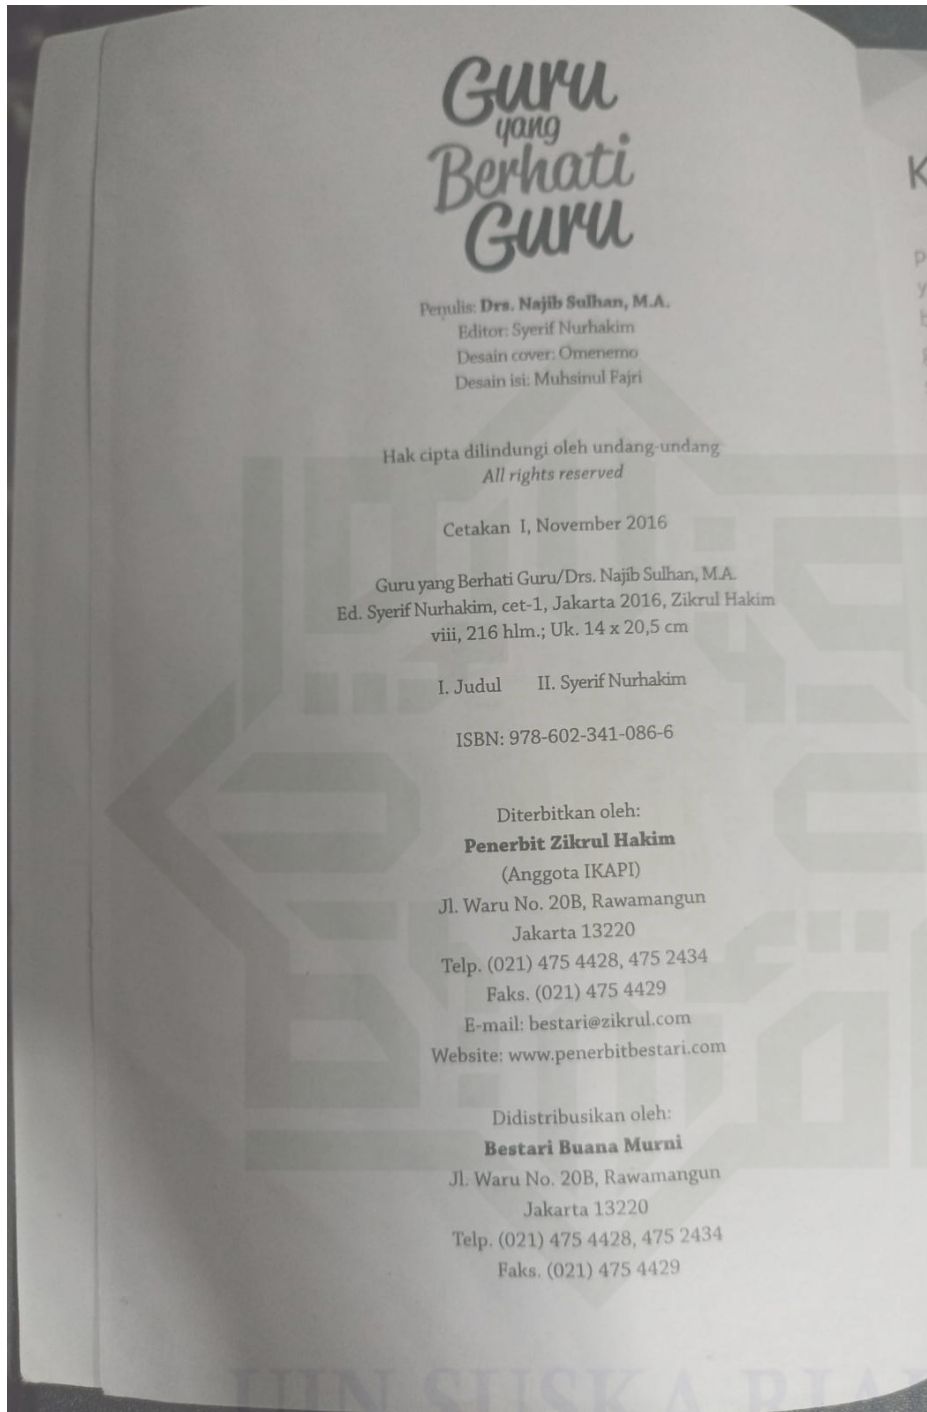 Guru
yang
Berhati
Guru
Penulis: Drs. Najib Sulhan, M.A.
Editor: Syerif Nurhakim
Desain cover: Omenemo
Desain isi: Muhsinul Fajri
Hak cipta dilindungi oleh undang-undang
All rights reserved
Cetakan I, November 2016
Guru yang Berhati Guru/Drs. Najib Sulhan, M.A.
Ed. Syerif Nurhakim, cet-1, Jakarta 2016, Zikrul Hakim
viii, 216 hlm.; Uk. 14 x 20,5 cm
I. Judul II. Syerif Nurhakim
ISBN: 978-602-341-086-6
Diterbitkan oleh:
Penerbit Zikrul Hakim
(Anggota IKAPI)
Jl. Waru No. 20B, Rawamangun
Jakarta 13220
Telp. (021) 475 4428, 475 2434
Faks. (021) 475 4429
E-mail: bestari@zikrul.com
Website: www.penerbitbestari.com
Didistribusikan oleh:
Bestari Buana Murni
Jl. Waru No. 20B, Rawamangun
Jakarta 13220
Telp. (021) 475 4428, 475 2434
Faks. (021) 475 4429
UIN SUSKA